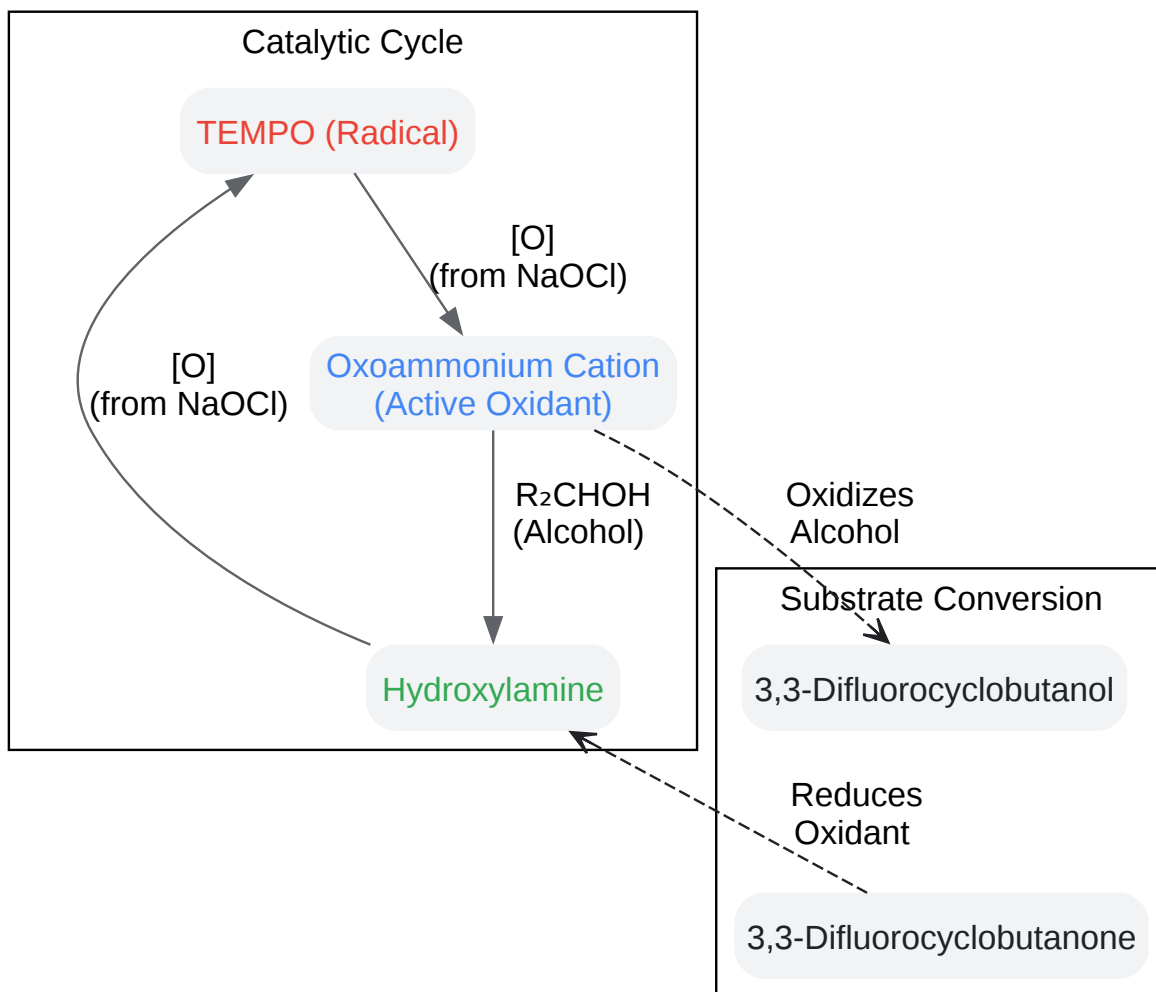 Catalytic Cycle
TEMPO (Radical)
[O]
(from NaOCl)
[O]
(from NaOCl)
Oxoammonium Cation
(Active Oxidant)
R₂CHOH
(Alcohol)
Oxidizes
Alcohol
Substrate Conversion
Hydroxylamine
3,3-Difluorocyclobutanol
Reduces
Oxidant
3,3-Difluorocyclobutanone